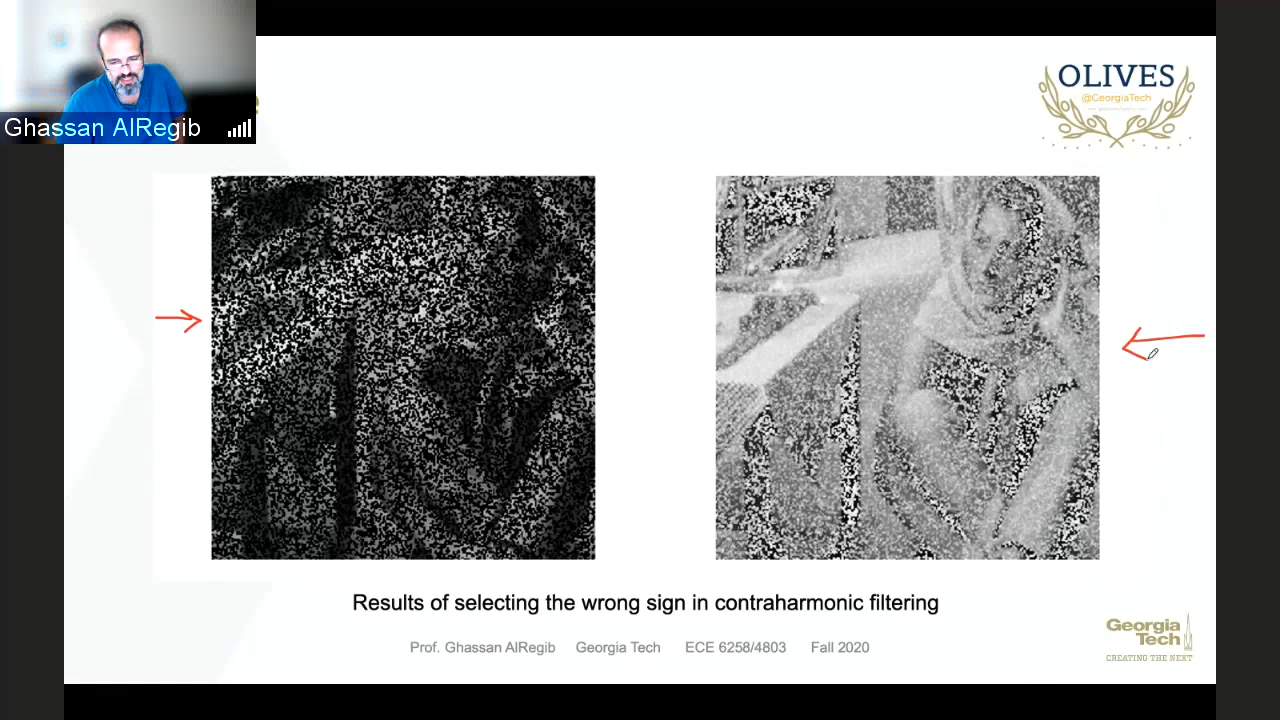 Ghassan AlRegib
OLIVES
@GeorgiaTech
Results of selecting the wrong sign in contraharmonic filtering
Prof. Ghassan AlRegib Georgia Tech ECE 6258/4803 Fall 2020
Georgia
Tech
CREATING THE NEXT